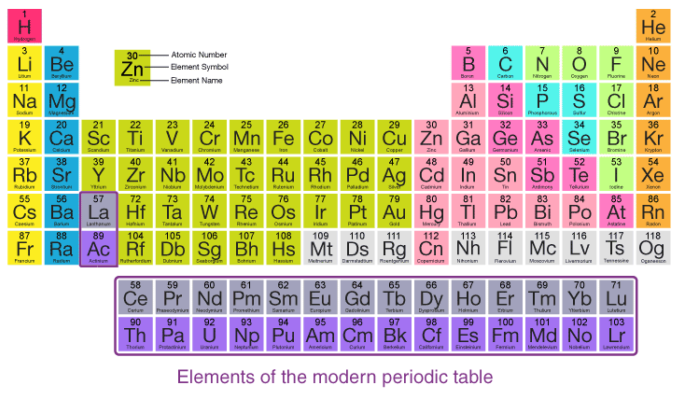 1 2
H He
Hydrogen Helium
30 Atomic Number
Zn Element Symbol
Zinc Element Name
3 4 5 6 7 8 9 10
Li Be B C N O F Ne
Lithium Beryllium Boron Carbon Nitrogen Oxygen Fluorine Neon
11 12 13 14 15 16 17 18
Na Mg Al Si P S Cl Ar
Sodium Magnesium Aluminium Silicon Phosphorus Sulfur Chlorine Argon
19 20 21 22 23 24 25 26 27 28 29 30 31 32 33 34 35 36
K Ca Sc Ti V Cr Mn Fe Co Ni Cu Zn Ga Ge As Se Br Kr
Potassium Calcium Scandium Titanium Vanadium Chromium Manganese Iron Cobalt Nickel Copper Zinc Gallium Germanium Arsenic Selenium Bromine Krypton
37 38 39 40 41 42 43 44 45 46 47 48 49 50 51 52 53 54
Rb Sr Y Zr Nb Mo Tc Ru Rh Pd Ag Cd In Sn Sb Te I Xe
Rubidium Strontium Yttrium Zirconium Niobium Molybdenum Technetium Ruthenium Rhodium Palladium Silver Cadmium Indium Tin Antimony Tellurium Iodine Xenon
55 56 57 72 73 74 75 76 77 78 79 80 81 82 83 84 85 86
Cs Ba La Hf Ta W Re Os Ir Pt Au Hg Tl Pb Bi Po At Rn
Caesium Barium Lanthanum Hafnium Tantalum Tungsten Rhenium Osmium Iridium Platinum Gold Mercury Thallium Lead Bismuth Polonium Astatine Radon
87 88 89 104 105 106 107 108 109 110 111 112 113 114 115 116 117 118
Fr Ra Ac Rf Db Sg Bh Hs Mt Ds Rg Cn Nh Fl Mc Lv Ts Og
Francium Radium Actinium Rutherfordium Dubnium Seaborgium Bohrium Hassium Meitnerium Darmstadtium Roentgenium Copernicium Nihonium Flerovium Moscovium Livermorium Tennessine Oganesson
58 59 60 61 62 63 64 65 66 67 68 69 70 71
Ce Pr Nd Pm Sm Eu Gd Tb Dy Ho Er Tm Yb Lu
Cerium Praseodymium Neodymium Promethium Samarium Europium Gadolinium Terbium Dysprosium Holmium Erbium Thulium Ytterbium Lutetium
90 91 92 93 94 95 96 97 98 99 100 101 102 103
Th Pa U Np Pu Am Cm Bk Cf Es Fm Md No Lr
Thorium Protactinium Uranium Neptunium Plutonium Americium Curium Berkelium Californium Einsteinium Fermium Mendelevium Nobelium Lawrencium
Elements of the modern periodic table